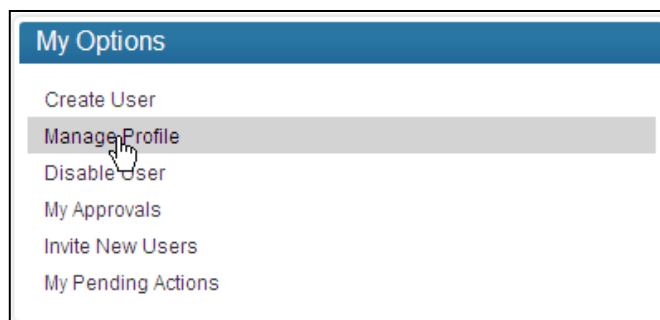 My Options
Create User
Manage Profile
Disable User
My Approvals
Invite New Users
My Pending Actions